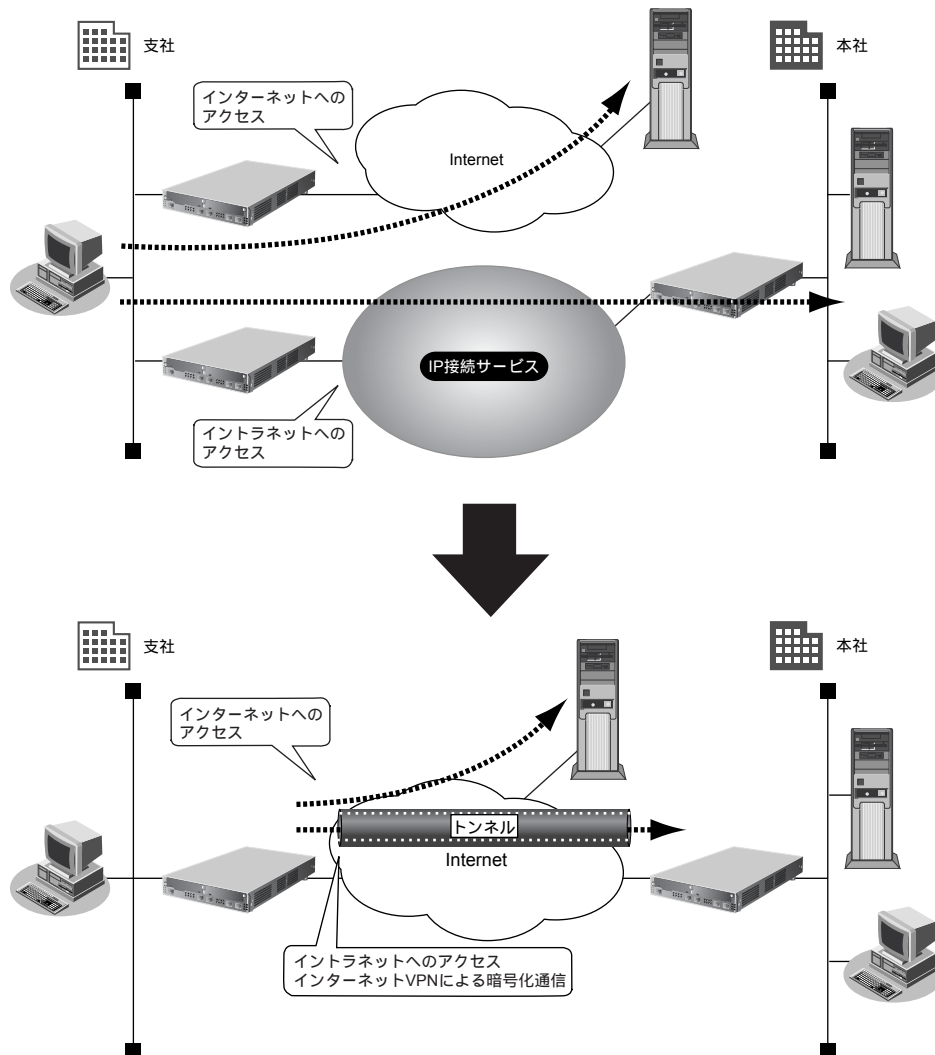 支社
本社
インターネットへの
アクセス
Internet
IP接続サービス
イントラネットへの
アクセス
支社
本社
インターネットへの
アクセス
トンネル
Internet
イントラネットへのアクセス
インターネットVPNによる暗号化通信